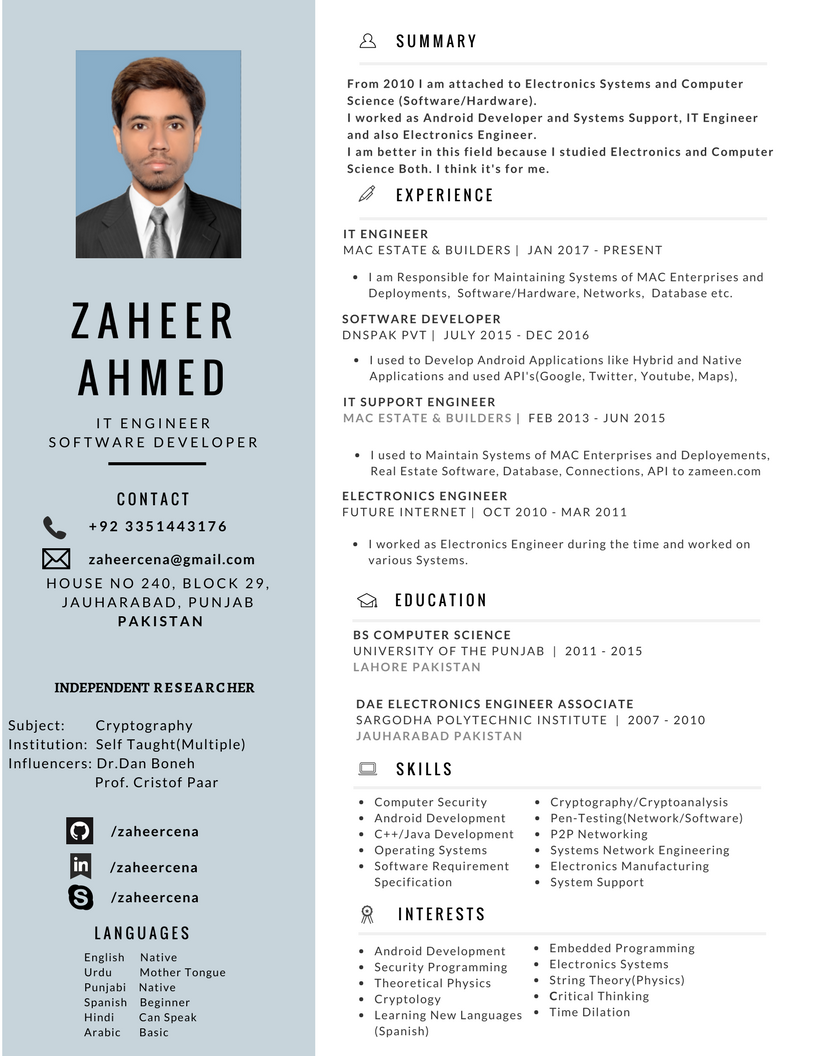 ZAHEER
AHMED
IT ENGINEER
SOFTWARE DEVELOPER
CONTACT
+92 3351443176
zaheercena@gmail.com
HOUSE NO 240, BLOCK 29,
JAUHARABAD, PUNJAB
PAKISTAN
INDEPENDENT RESEARCHER
Subject: Cryptography
Institution: Self Taught(Multiple)
Influencers: Dr.Dan Boneh
Prof. Cristof Paar
/zaheercena
in /zaheercena
S /zaheercena
LANGUAGES
English Native
Urdu Mother Tongue
Punjabi Native
Spanish Beginner
Hindi Can Speak
Arabic Basic
SUMMARY
From 2010 I am attached to Electronics Systems and Computer
Science (Software/Hardware).
I worked as Android Developer and Systems Support, IT Engineer
and also Electronics Engineer.
I am better in this field because I studied Electronics and Computer
Science Both. I think it's for me.
EXPERIENCE
IT ENGINEER
MAC ESTATE & BUILDERS | JAN 2017 - PRESENT
• I am Responsible for Maintaining Systems of MAC Enterprises and
Deployments, Software/Hardware, Networks, Database etc.
SOFTWARE DEVELOPER
DNSPAK PVT | JULY 2015 - DEC 2016
• I used to Develop Android Applications like Hybrid and Native
Applications and used API's(Google, Twitter, Youtube, Maps),
IT SUPPORT ENGINEER
MAC ESTATE & BUILDERS | FEB 2013 - JUN 2015
• I used to Maintain Systems of MAC Enterprises and Deployements,
Real Estate Software, Database, Connections, API to zameen.com
ELECTRONICS ENGINEER
FUTURE INTERNET | OCT 2010 - MAR 2011
• I worked as Electronics Engineer during the time and worked on
various Systems.
EDUCATION
BS COMPUTER SCIENCE
UNIVERSITY OF THE PUNJAB | 2011 - 2015
LAHORE PAKISTAN
DAE ELECTRONICS ENGINEER ASSOCIATE
SARGODHA POLYTECHNIC INSTITUTE | 2007 - 2010
JAUHARABAD PAKISTAN
SKILLS
• Computer Security
• Android Development
• C++/Java Development
• Operating Systems
• Software Requirement
Specification
• Cryptography/Cryptoanalysis
• Pen-Testing(Network/Software)
• P2P Networking
• Systems Network Engineering
• Electronics Manufacturing
• System Support
INTERESTS
• Android Development
• Security Programming
• Theoretical Physics
• Cryptology
• Learning New Languages
(Spanish)
• Embedded Programming
• Electronics Systems
• String Theory(Physics)
• Critical Thinking
• Time Dilation